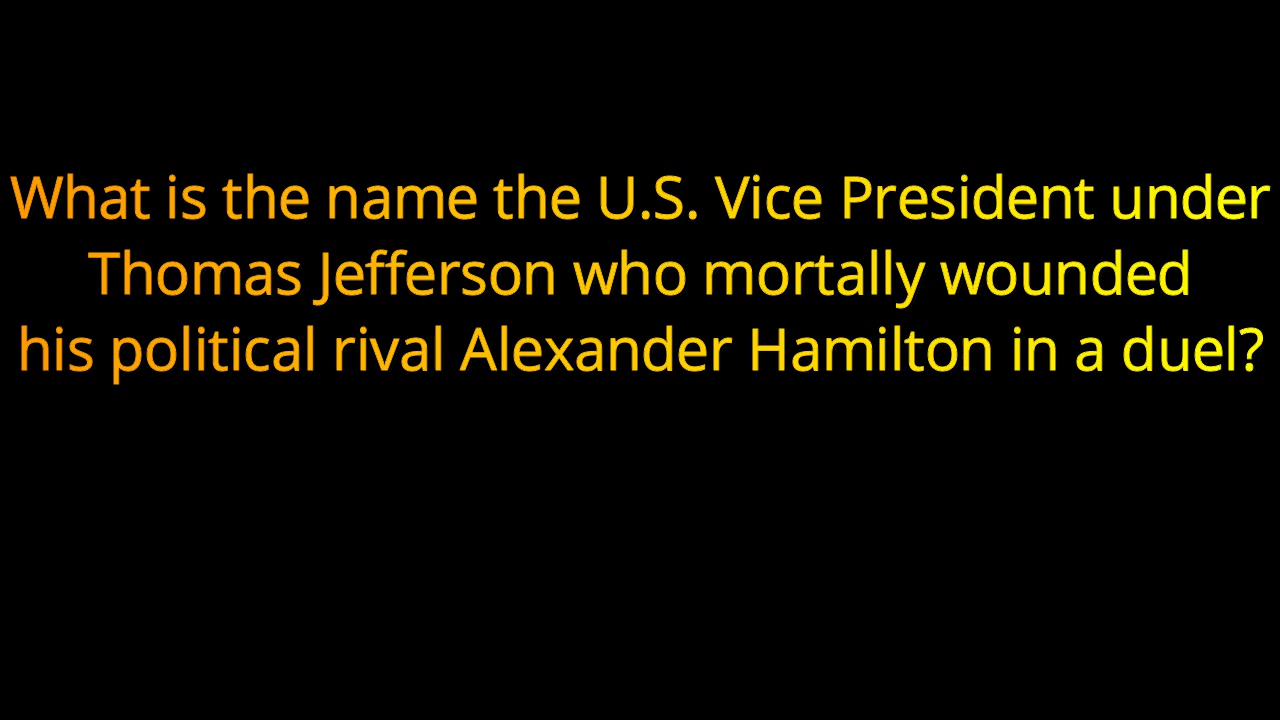 What is the name the U.S. Vice President under
Thomas Jefferson who mortally wounded
his political rival Alexander Hamilton in a duel?